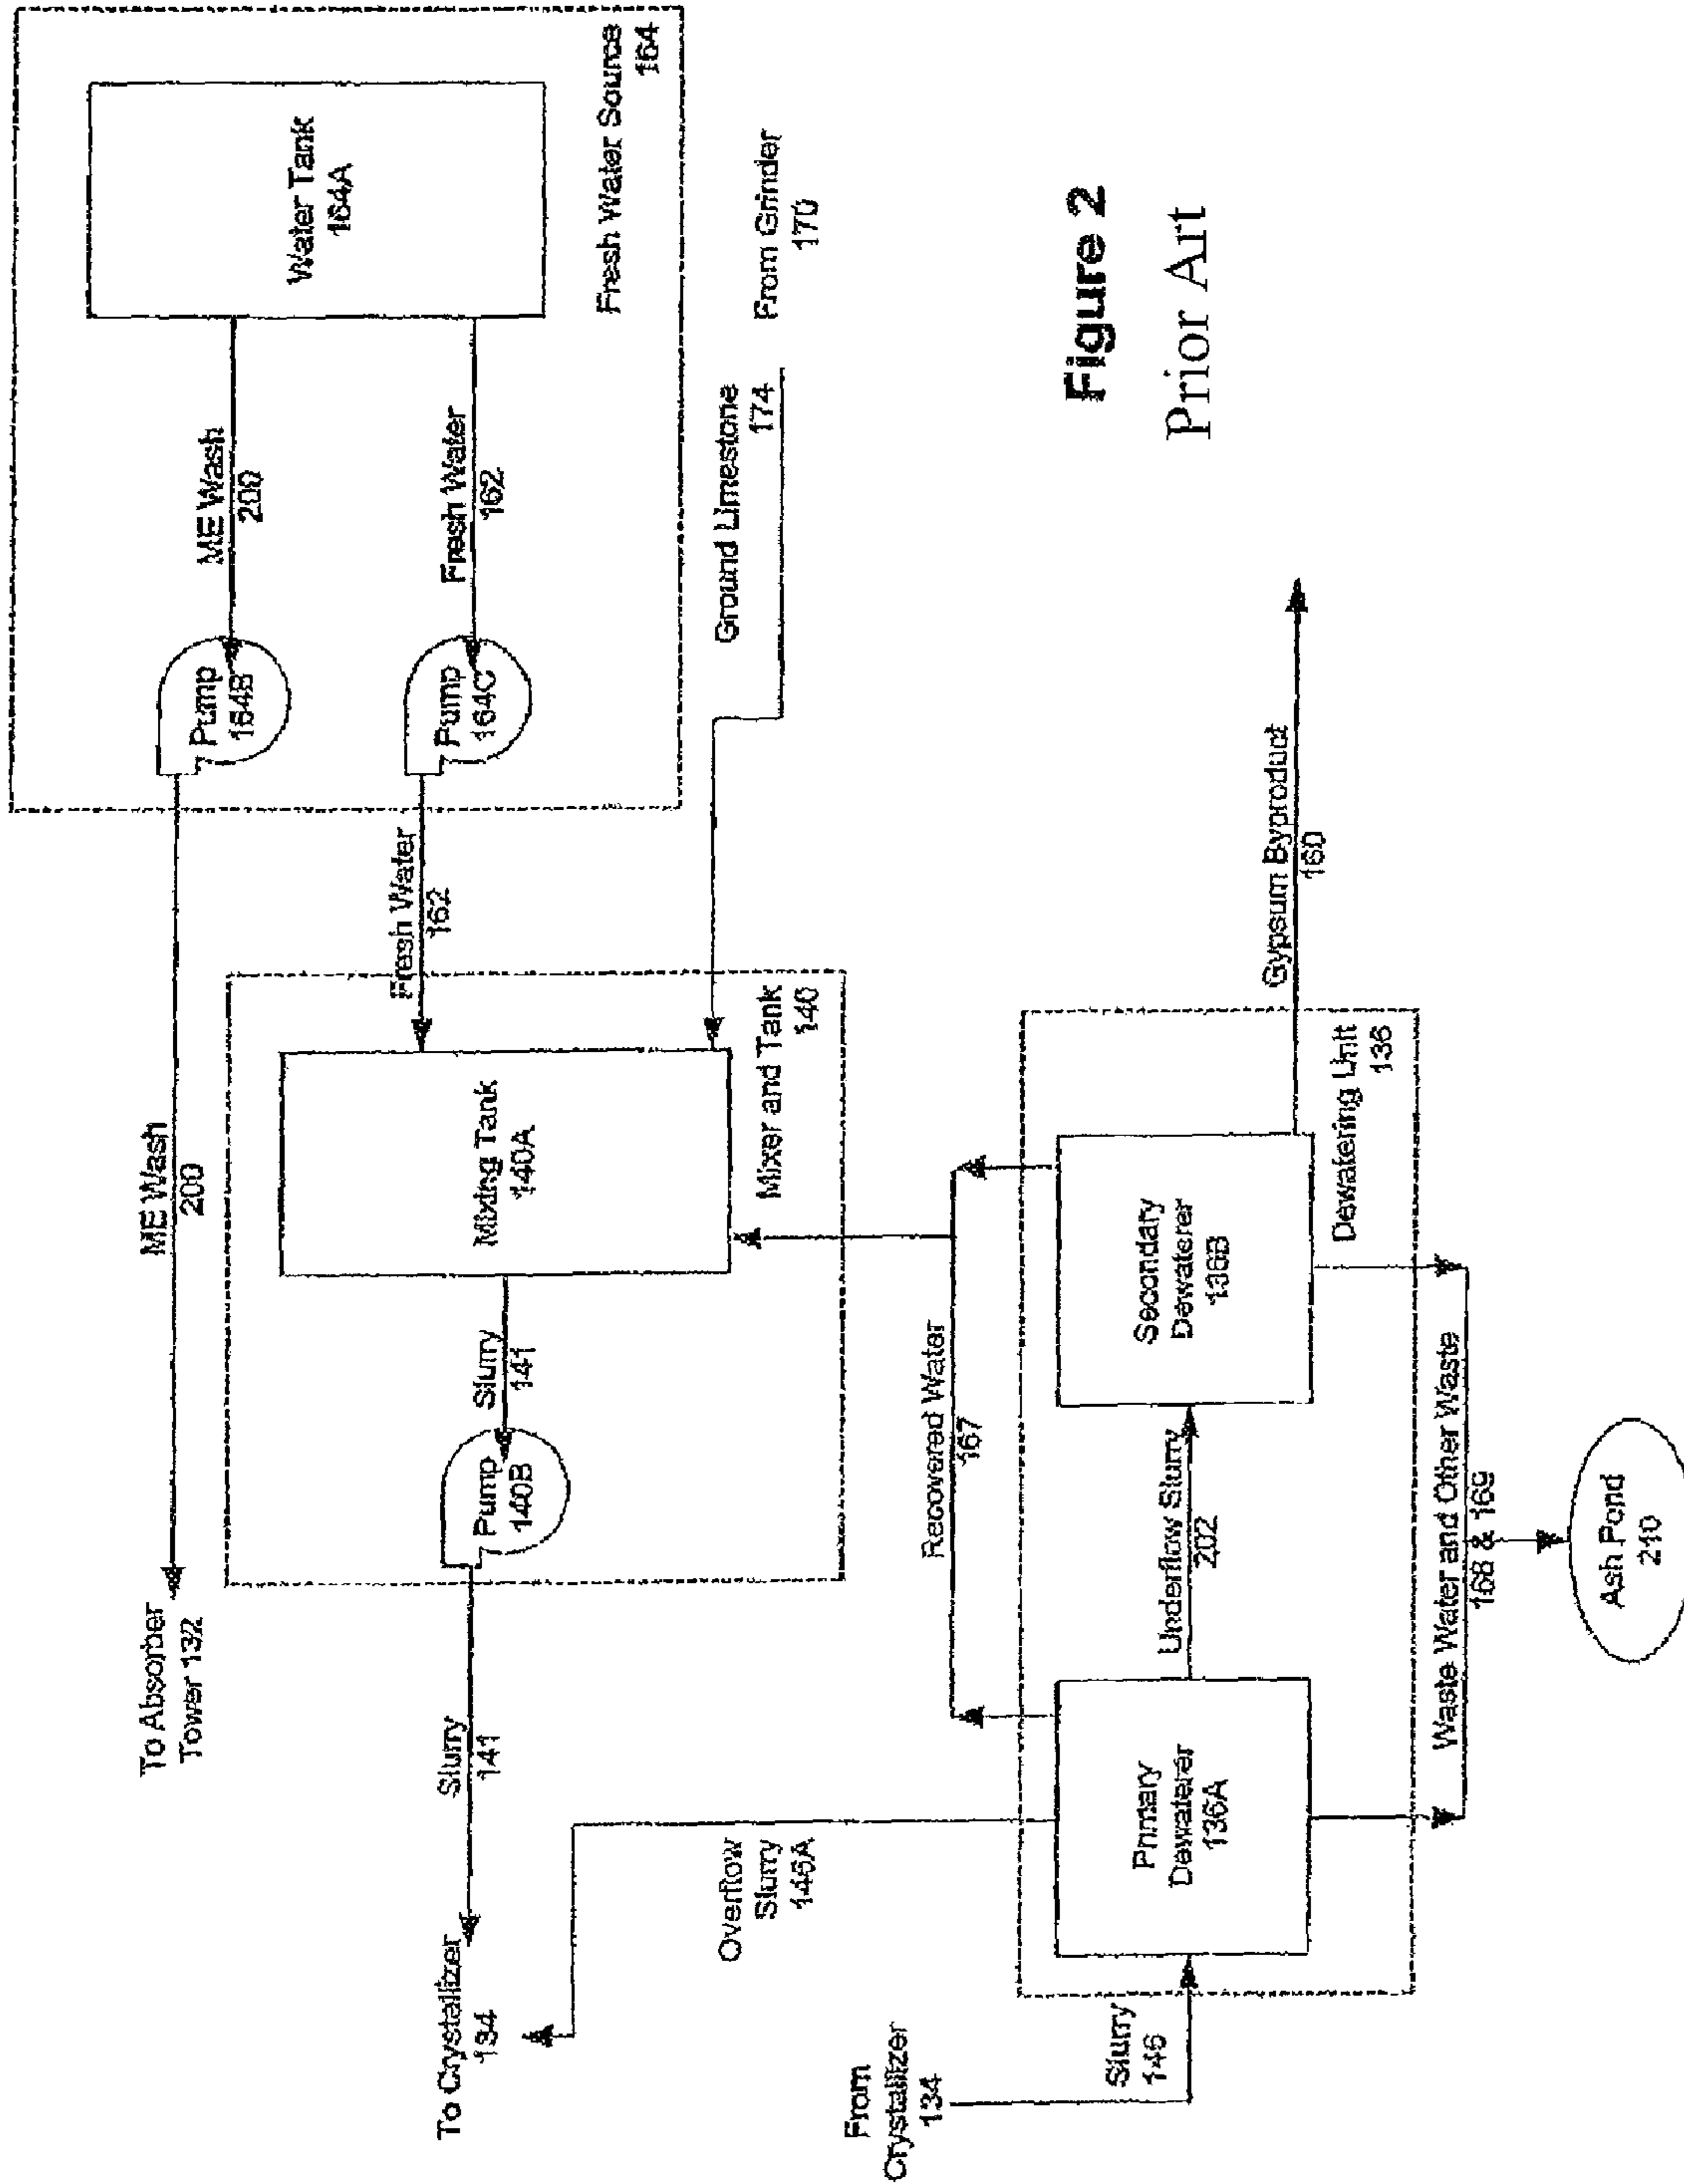 To Absorber
Tower 132
ME Wash
200
Pump
164B
ME Wash
200
Water Tank
164A
Fresh Water
162
Pump
164C
Fresh Water
162
Fresh Water Source
164
To Crystallizer
134
Slurry
141
Pump
140B
Slurry
141
Mixing Tank
140A
Mixer and Tank
140
Ground Limestone
174
From Grinder
170
Overflow
Slurry
146A
Recovered Water
167
From
Crystallizer
134
Slurry
146
Primary
Dewaterer
136A
Underflow Slurry
202
Secondary
Dewaterer
136B
Dewatering Unit
136
Gypsum Byproduct
160
Waste Water and Other Waste
168 & 169
Ash Pond
210
Figure 2
Prior Art